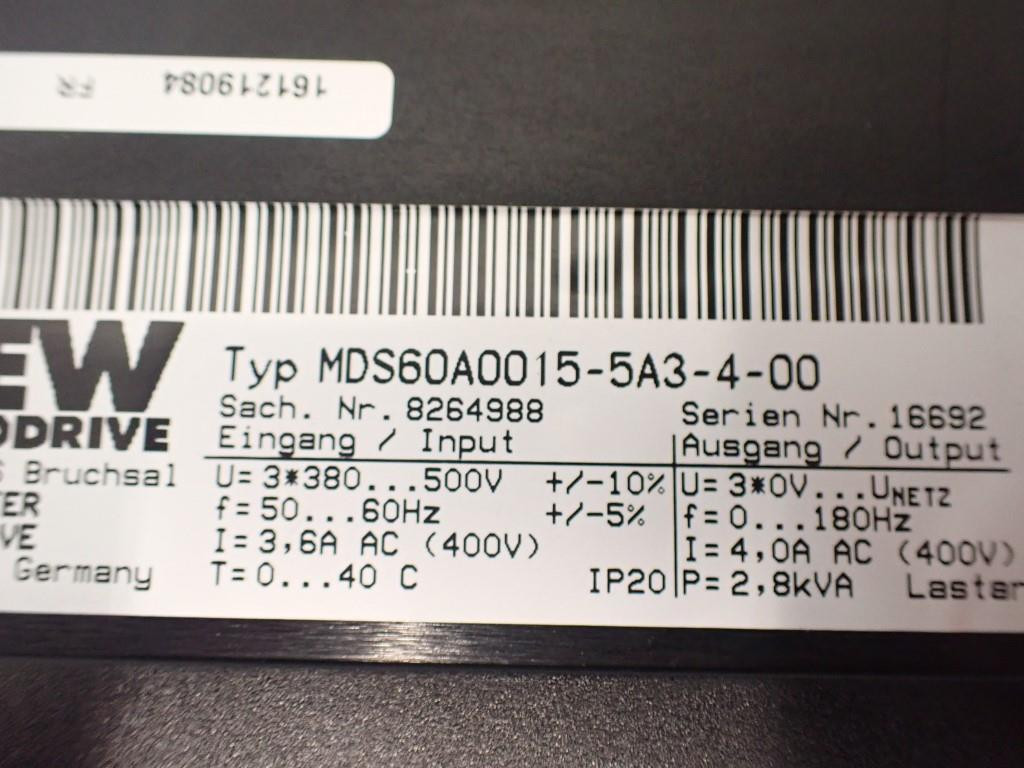 161219084 FR
EW
ODRIVE
Bruchsal
ER
VE
Germany
Typ MDS60A0015-5A3-4-00
Sach. Nr. 8264988
Serien Nr. 16692
Eingang / Input
Ausgang / Output
U= 3*380...500V +/-10%
f= 50...60Hz +/-5%
I= 3,6A AC (400V)
T= 0...40 C IP20
U= 3*0V...UNETZ
f= 0...180Hz
I= 4,0A AC (400V)
P= 2,8kVA Laster